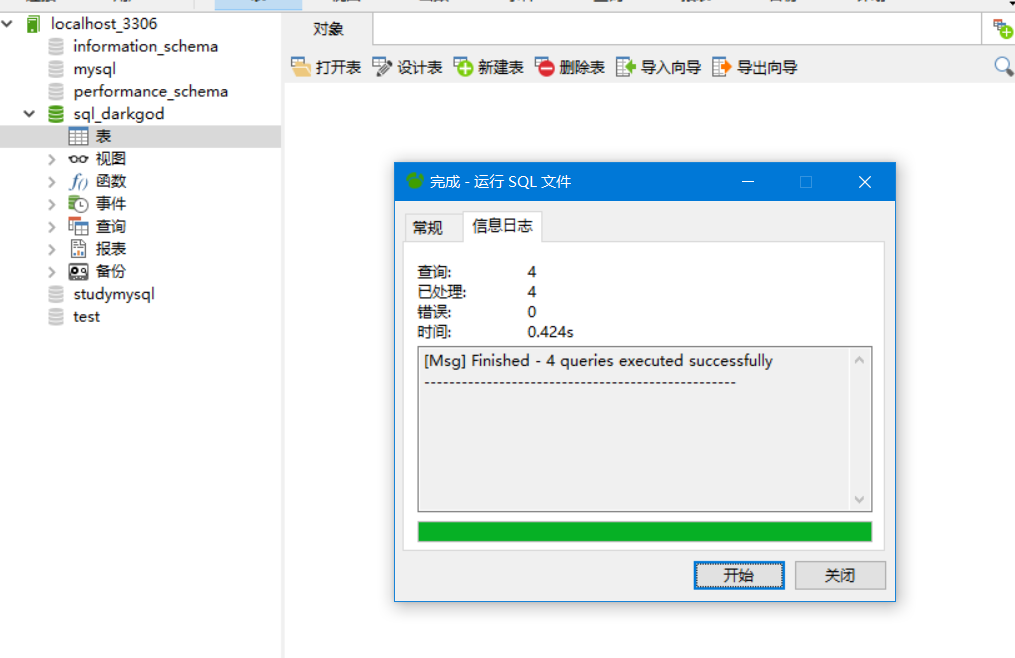 localhost_3306
information_schema
mysql
performance_schema
sql_darkgod
表
视图
函数
事件
查询
报表
备份
studymysql
test
对象
打开表 设计表 新建表 删除表 导入向导 导出向导
完成 - 运行 SQL 文件
常规 信息日志
查询: 4
已处理: 4
错误: 0
时间: 0.424s
[Msg] Finished - 4 queries executed successfully
--------------------------------------------------
开始 关闭